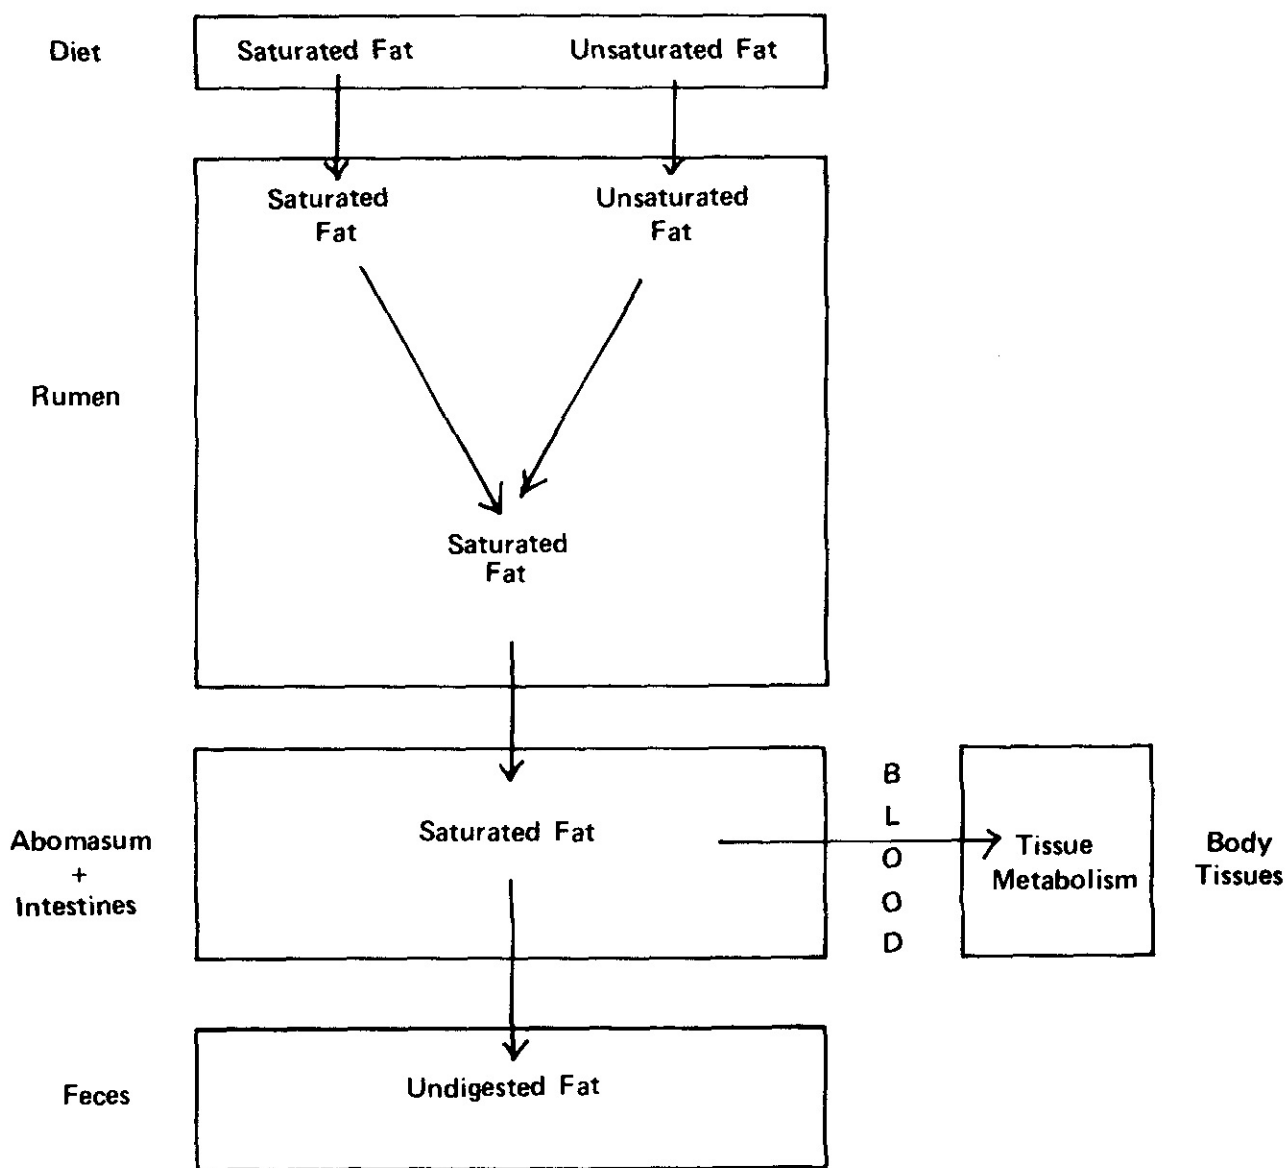 Diet
Saturated Fat
Unsaturated Fat
Saturated
Fat
Unsaturated
Fat
Rumen
Saturated
Fat
Abomasum
+
Intestines
Saturated Fat
B
L
O
O
D
Tissue
Metabolism
Body
Tissues
Feces
Undigested Fat